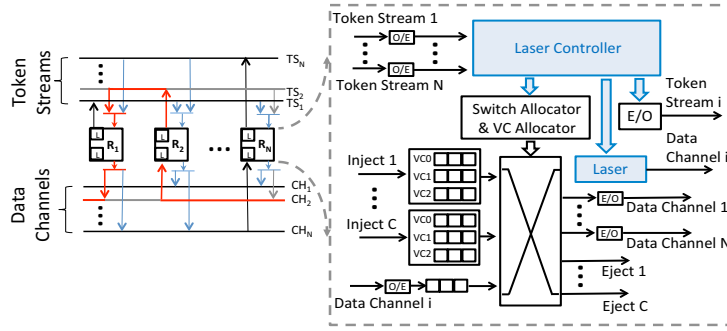 Token
Streams
TS_N
TS_2
TS_1
L
L
R_1
L
L
R_2
L
L
R_N
Data
Channels
CH_1
CH_2
CH_N
Token Stream 1
O/E
O/E
Token Stream N
Laser Controller
Switch Allocator
& VC Allocator
E/O
Token
Stream i
Data
Channel i
Laser
Inject 1
VC0
VC1
VC2
Inject C
VC0
VC1
VC2
O/E
Data Channel i
E/O
Data Channel 1
E/O
Data Channel N
Eject 1
Eject C